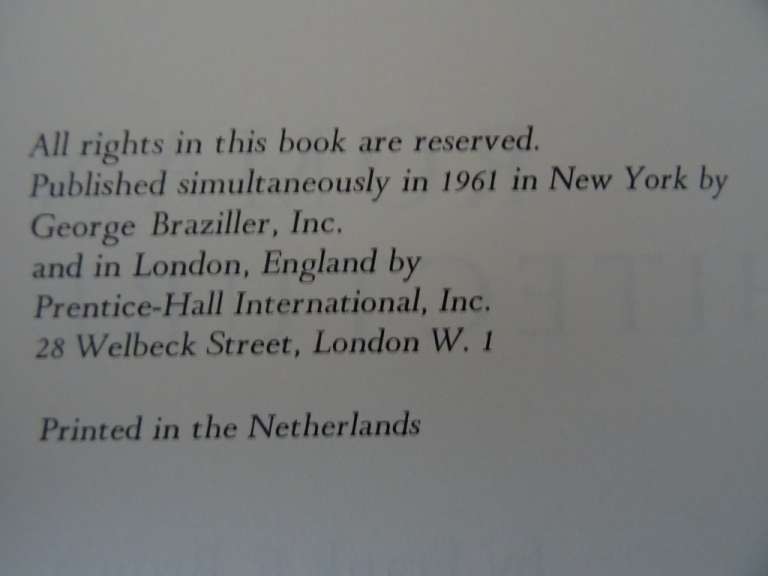 All rights in this book are reserved.
Published simultaneously in 1961 in New York by
George Braziller, Inc.
and in London, England by
Prentice-Hall International, Inc.
28 Welbeck Street, London W. 1
Printed in the Netherlands